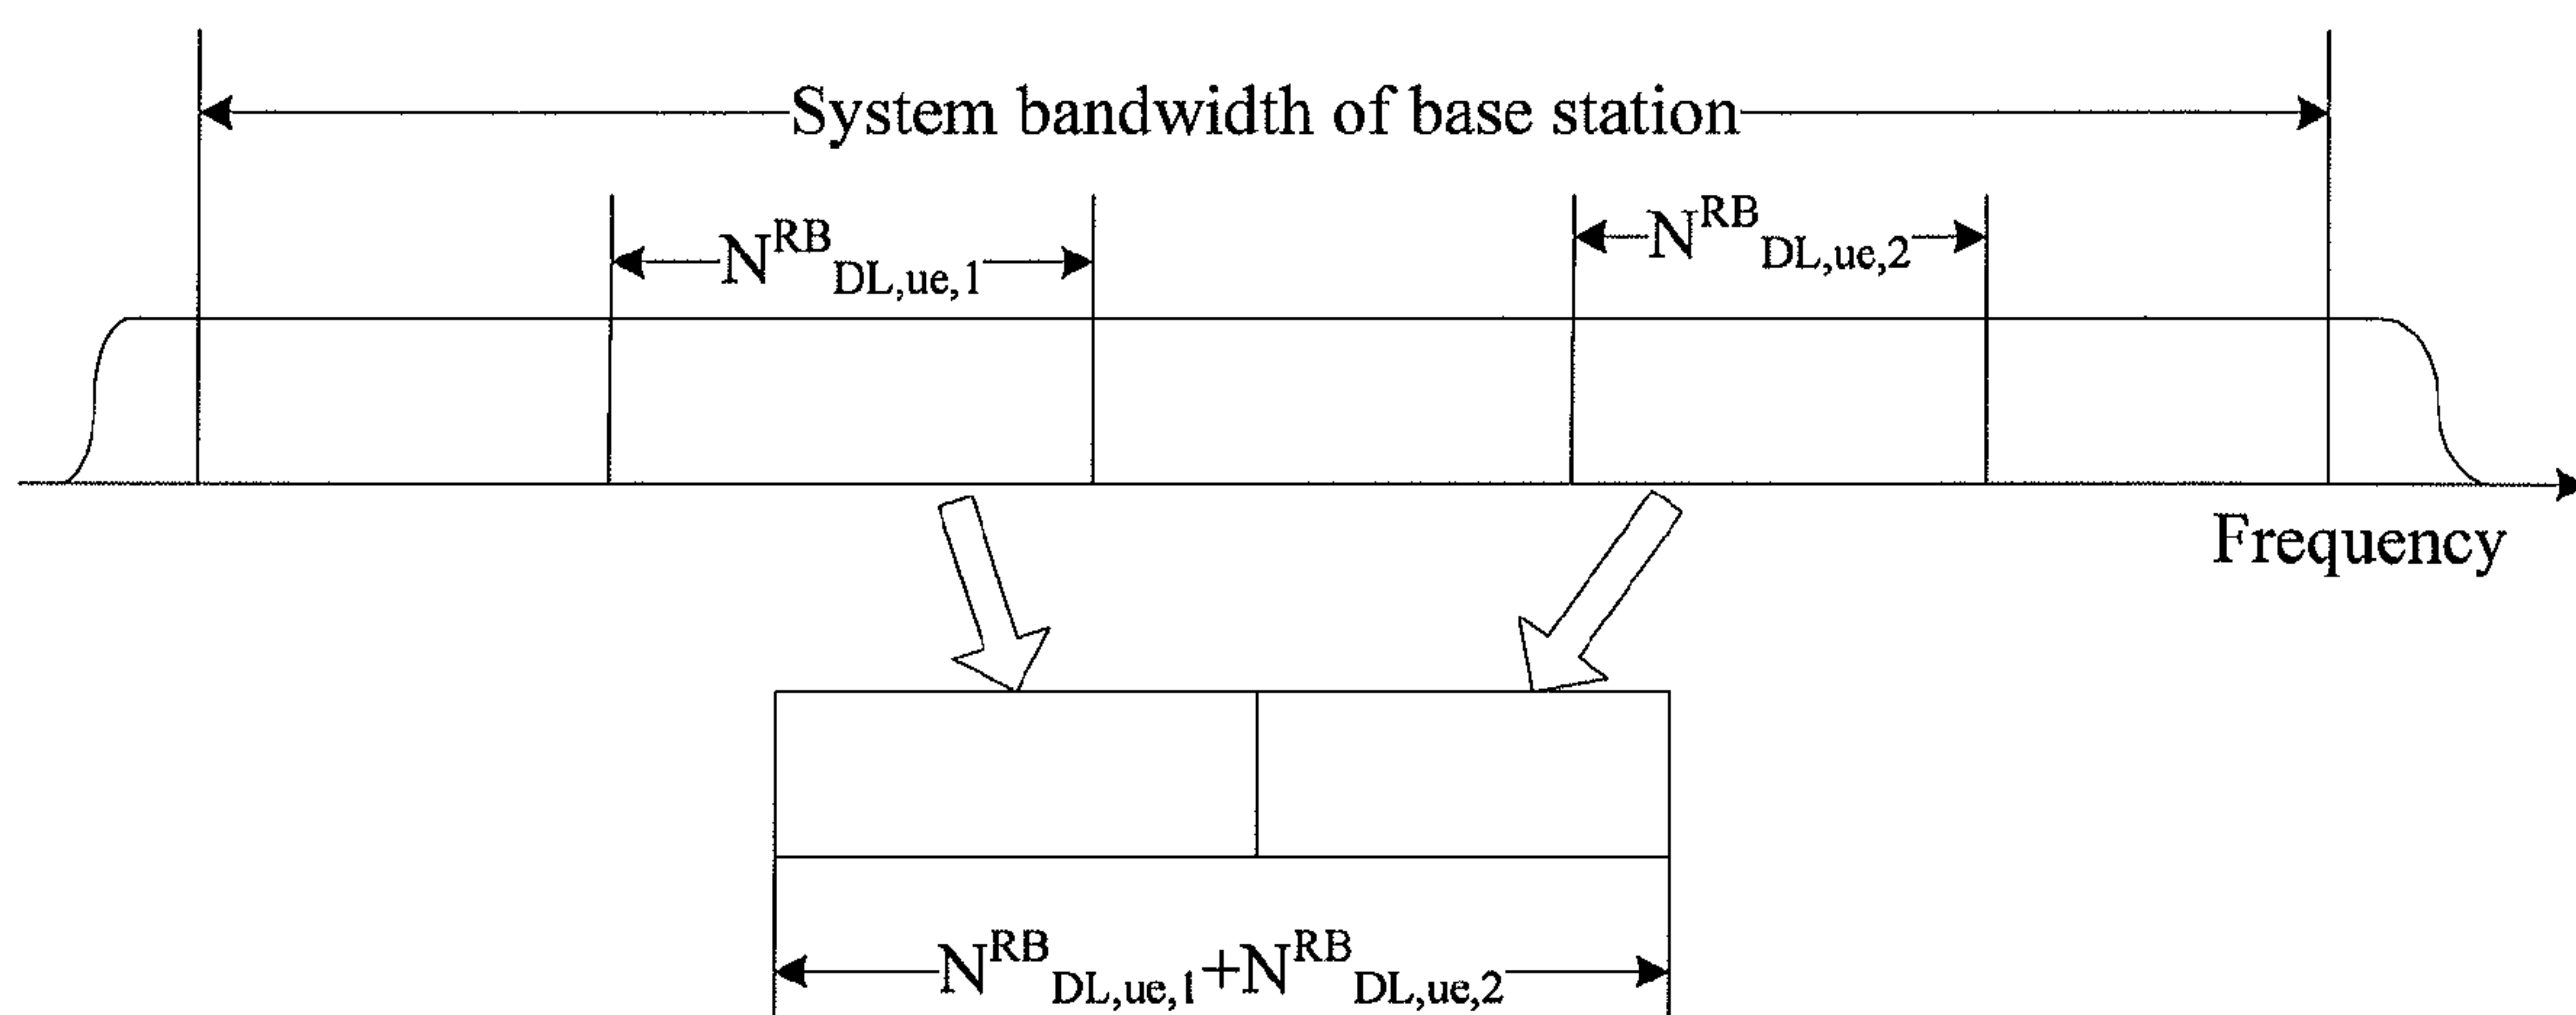 System bandwidth of base station
N^RB_DL,ue,1
N^RB_DL,ue,2
Frequency
N^RB_DL,ue,1+N^RB_DL,ue,2